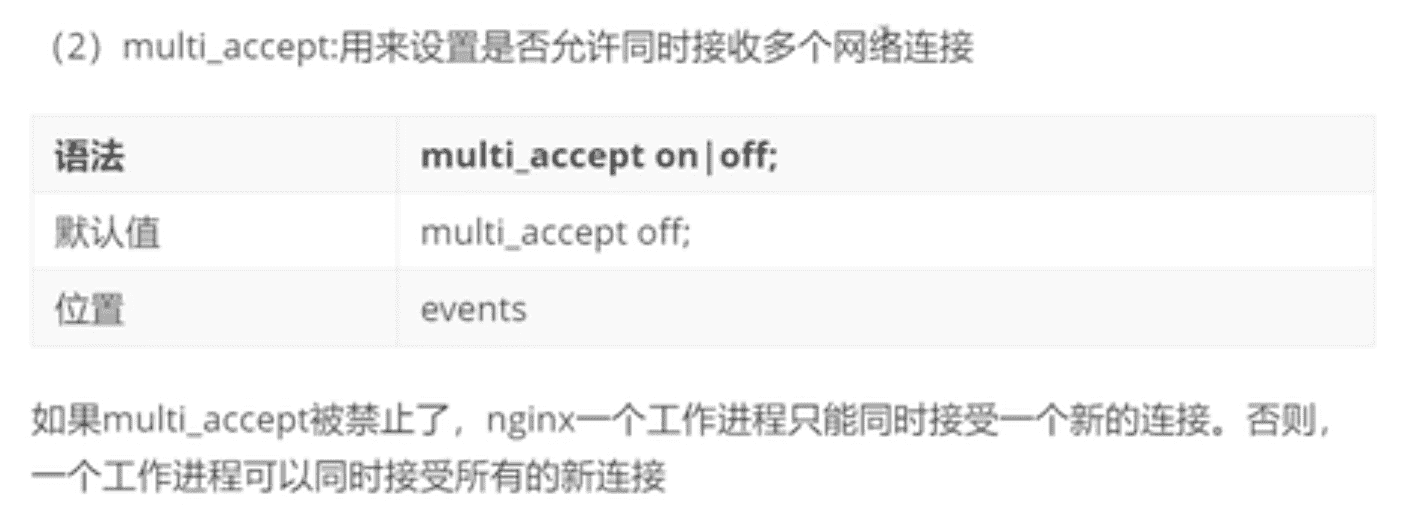 （2）multi_accept:用来设置是否允许同时接收多个网络连接
语法 multi_accept on|off;
默认值 multi_accept off;
位置 events
如果multi_accept被禁止了，nginx一个工作进程只能同时接受一个新的连接。否则，
一个工作进程可以同时接受所有的新连接